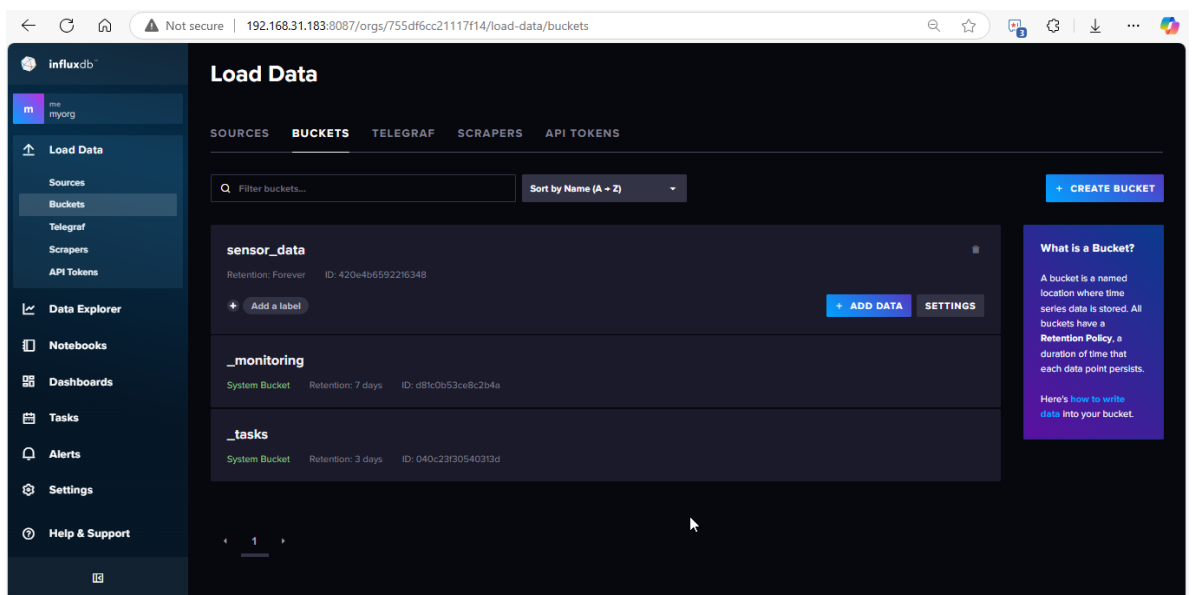 Not secure 192.168.31.183:8087/orgs/755df6cc21117f14/load-data/buckets
3
influxdb™
m
me
myorg
Load Data
Sources
Buckets
Telegraf
Scrapers
API Tokens
Data Explorer
Notebooks
Dashboards
Tasks
Alerts
Settings
Help & Support
Load Data
SOURCES BUCKETS TELEGRAF SCRAPERS API TOKENS
Filter buckets...
Sort by Name (A → Z)
+ CREATE BUCKET
sensor_data
Retention: Forever ID: 420e4b6592216348
+ Add a label
+ ADD DATA SETTINGS
_monitoring
System Bucket Retention: 7 days ID: d81c0b53ce8c2b4a
_tasks
System Bucket Retention: 3 days ID: 040c23f30540313d
1
What is a Bucket?
A bucket is a named
location where time
series data is stored. All
buckets have a
Retention Policy, a
duration of time that
each data point persists.
Here's how to write
data into your bucket.